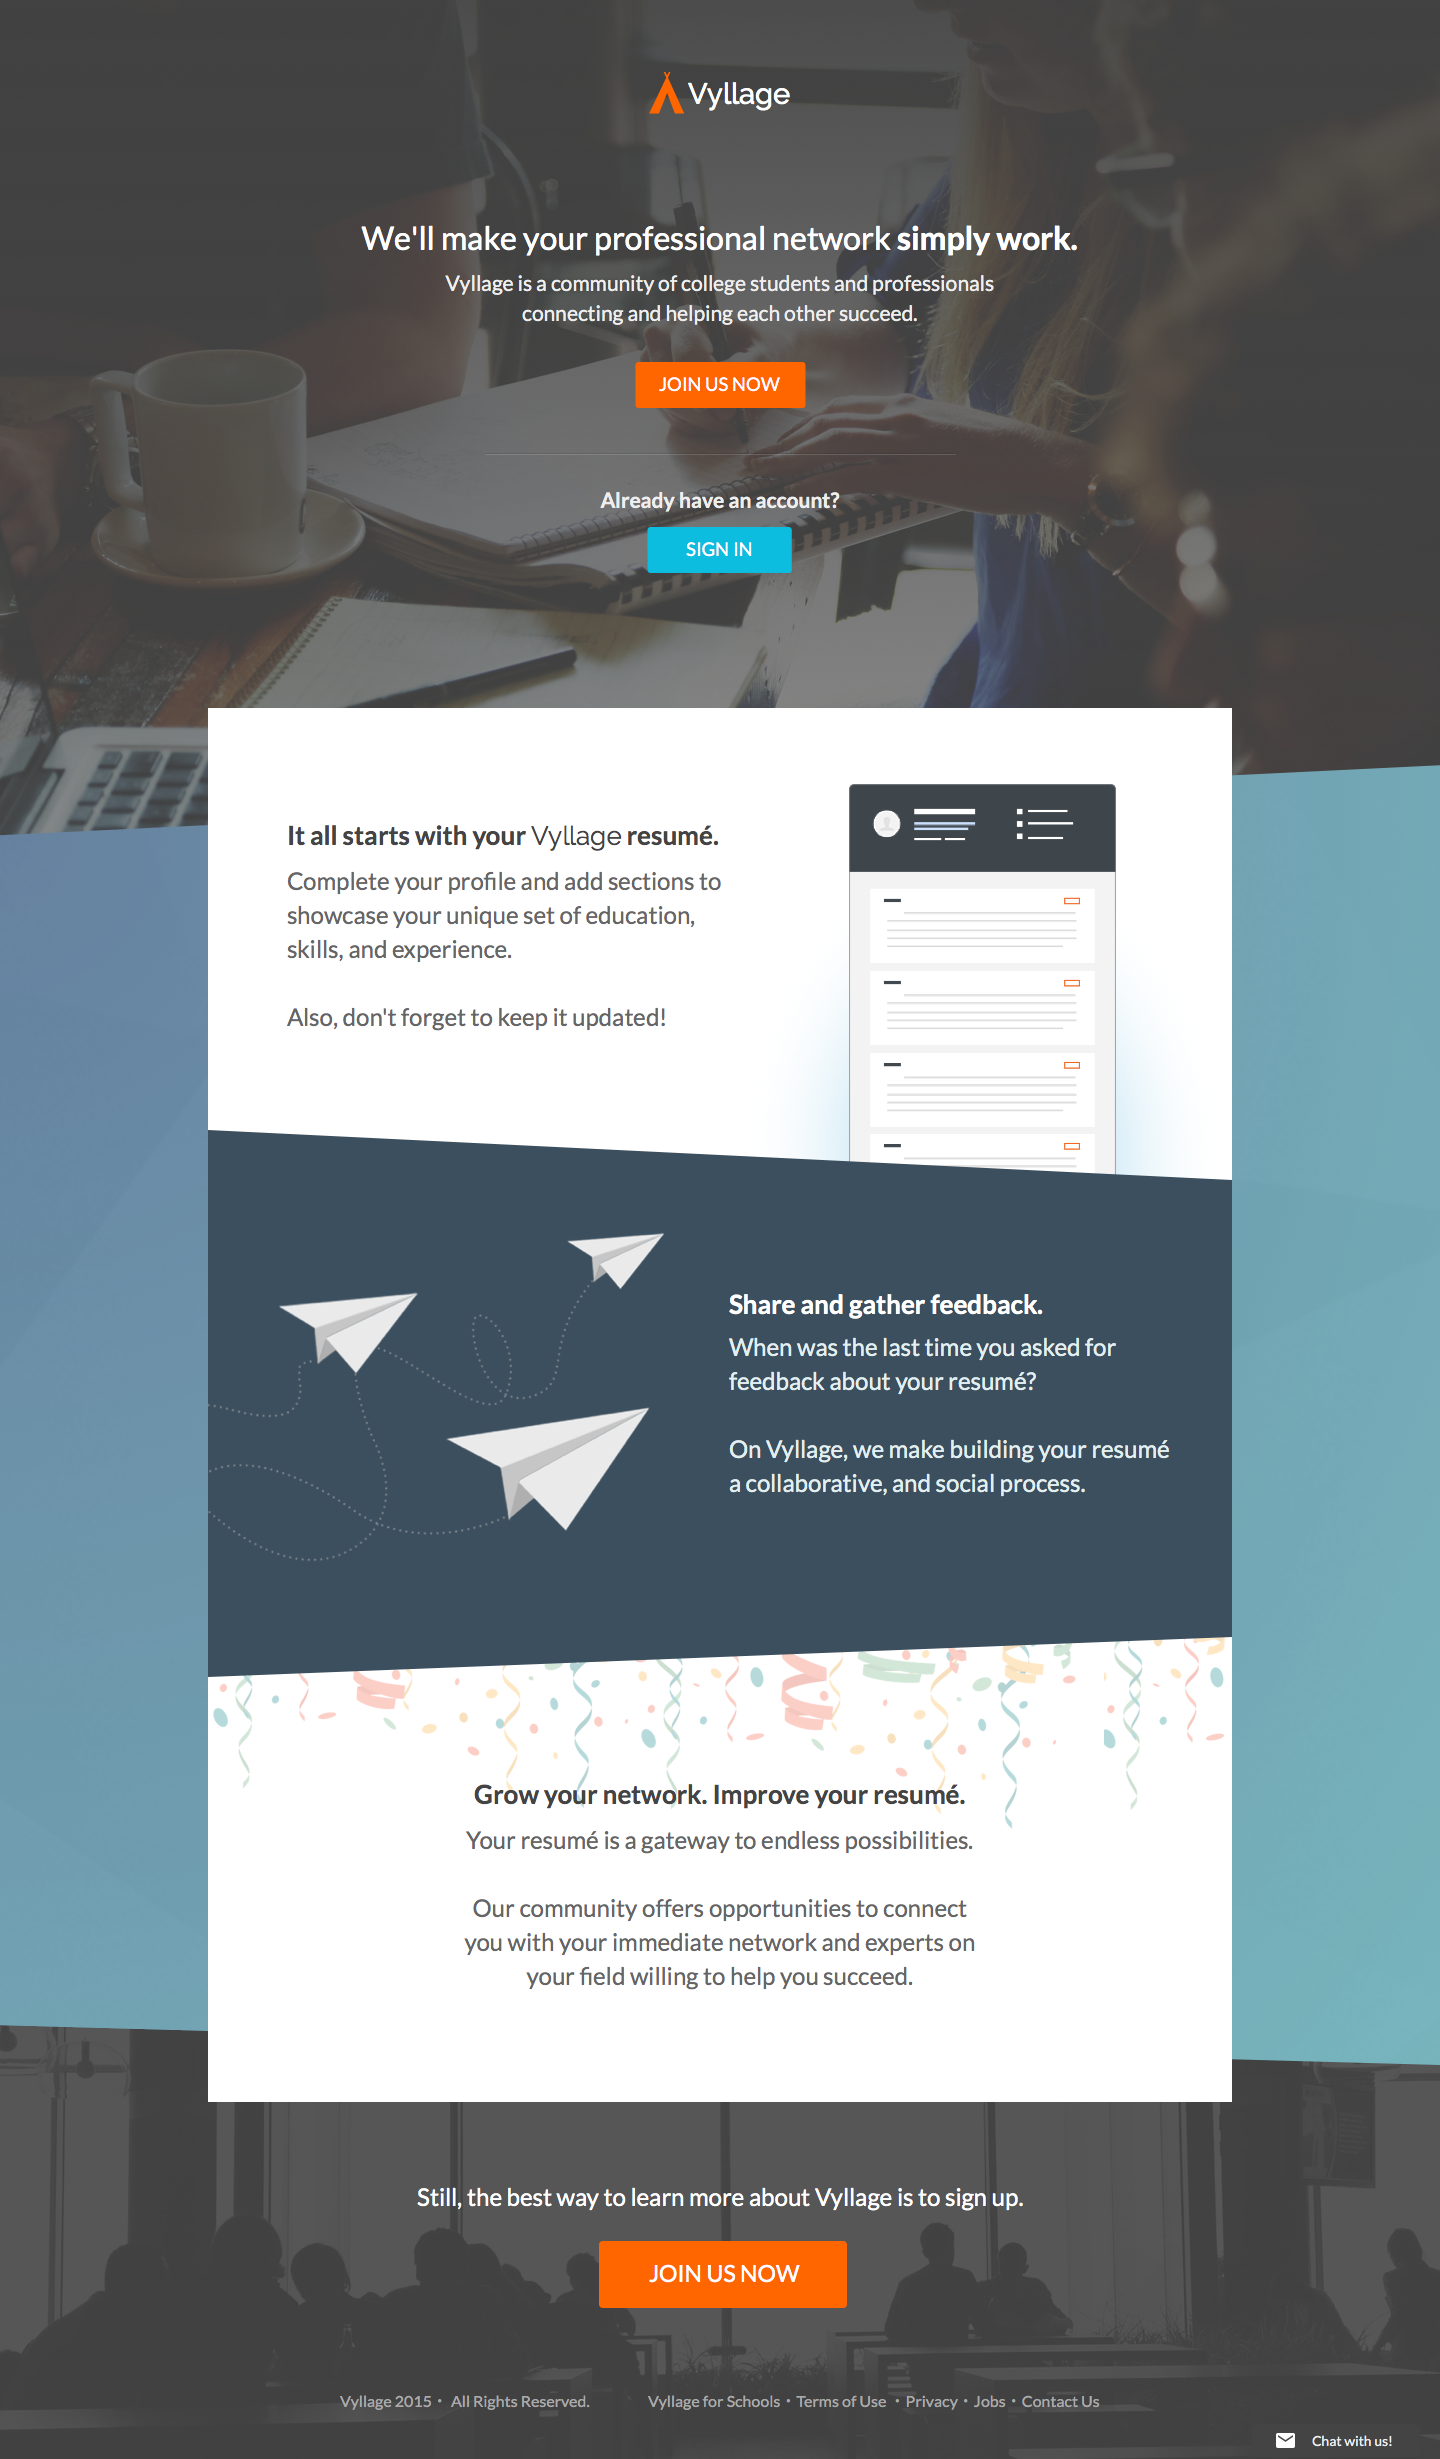 Vyllage
We'll make your professional network simply work.
Vyllage is a community of college students and professionals
connecting and helping each other succeed.
JOIN US NOW
Already have an account?
SIGN IN
It all starts with your Vyllage resumé.
Complete your profile and add sections to
showcase your unique set of education,
skills, and experience.
Also, don't forget to keep it updated!
Share and gather feedback.
When was the last time you asked for
feedback about your resumé?
On Vyllage, we make building your resumé
a collaborative, and social process.
Grow your network. Improve your resumé.
Your resumé is a gateway to endless possibilities.
Our community offers opportunities to connect
you with your immediate network and experts on
your field willing to help you succeed.
Still, the best way to learn more about Vyllage is to sign up.
JOIN US NOW
Vyllage 2015 • All Rights Reserved. Vyllage for Schools • Terms of Use • Privacy • Jobs • Contact Us
Chat with us!